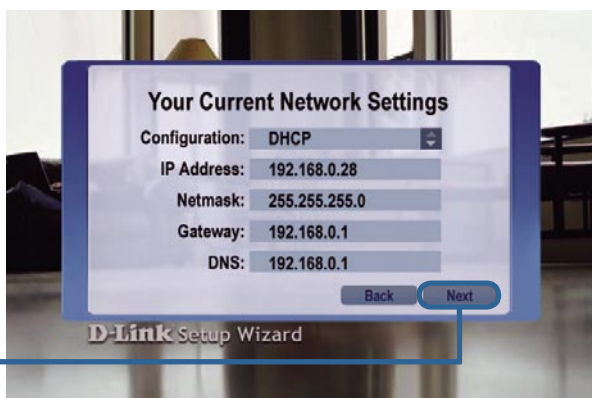 Your Current Network Settings
Configuration: DHCP
IP Address: 192.168.0.28
Netmask: 255.255.255.0
Gateway: 192.168.0.1
DNS: 192.168.0.1
Back Next
D-Link Setup Wizard